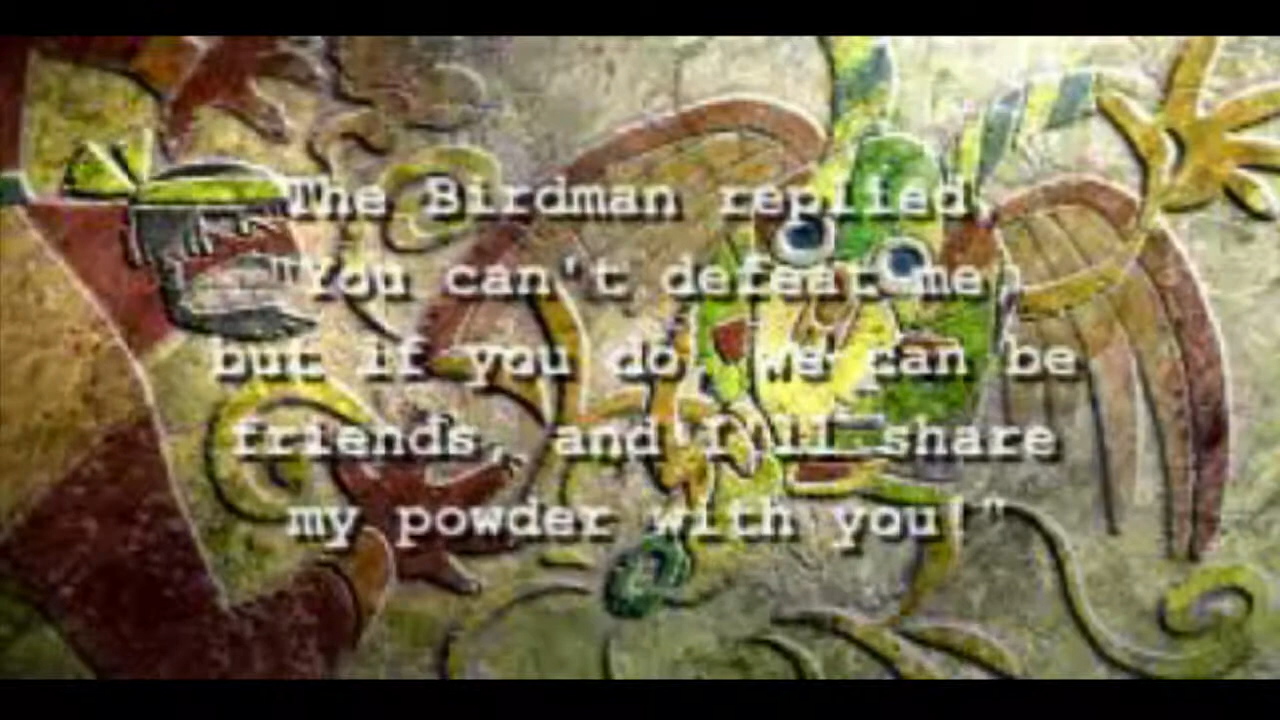 The Birdman replied
"You can't defeat me,
but if you do, we can be
friends, and I'll share
my powder with you!"